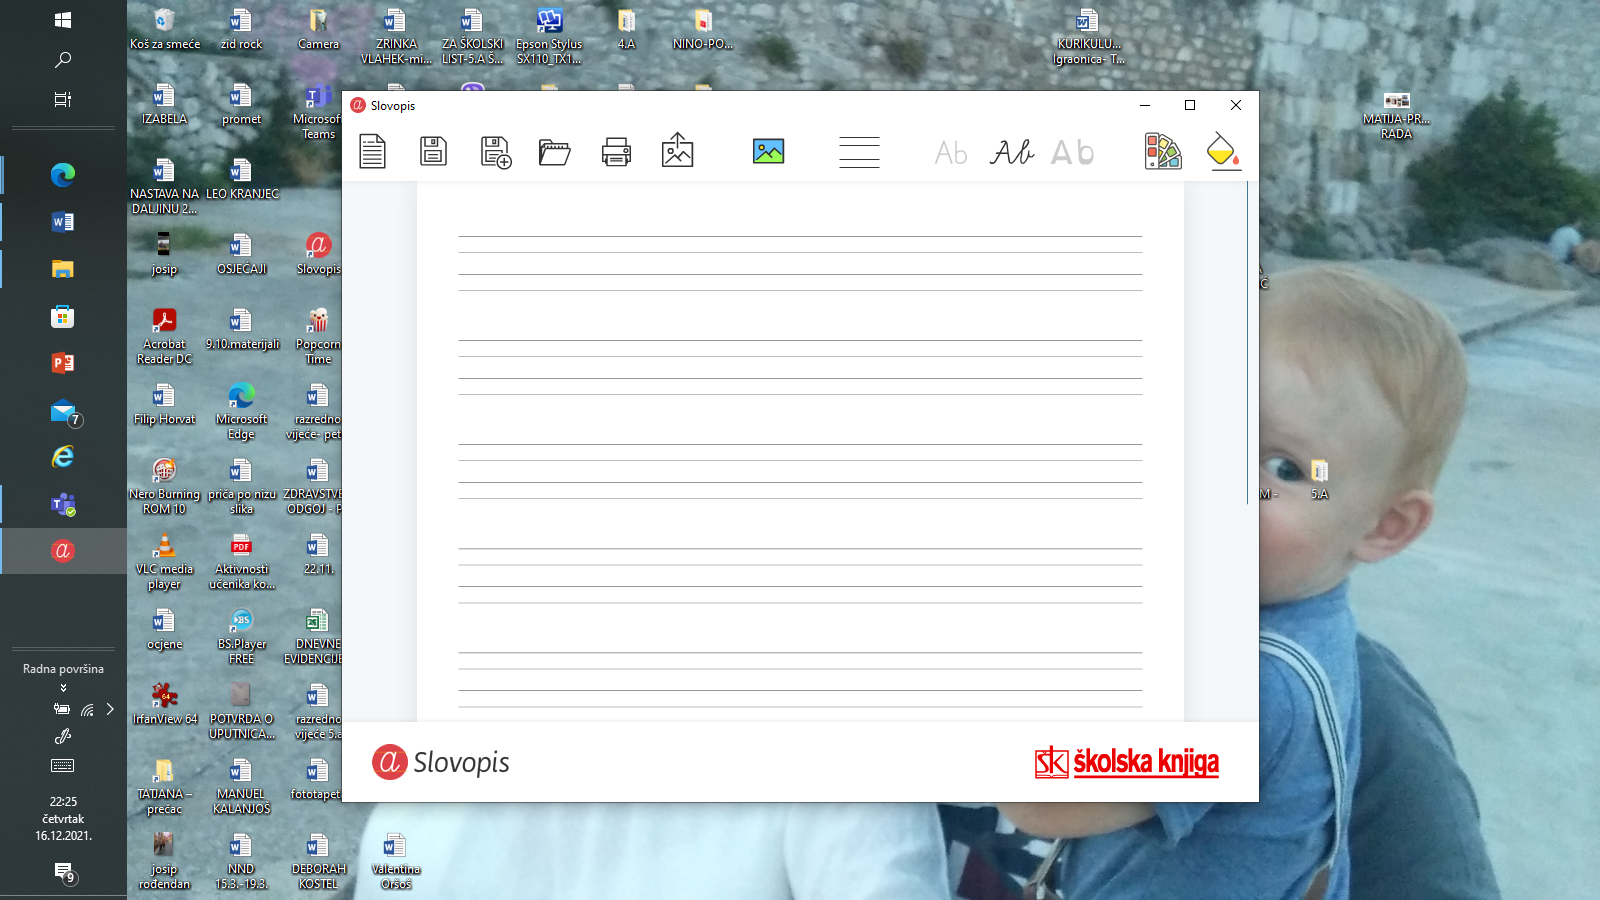 Koš za smeće
zid rock
Camera
ZRINKA
VLAHEK-mi...
ZA ŠKOLSKI
LIST-5.A Š...
Epson Stylus
SX110_TX1...
4.A
NINO-PO...
KURIKULU...
Igraonica- T...
IZABELA
promet
Microsoft
Teams
MATIJA-PR...
RADA
NASTAVA NA
DALJINU 2...
LEO KRANJEC
josip
OSJEĆAJI
Slovopis
Acrobat
Reader DC
9.10.materijali
Popcorn
Time
Filip Horvat
Microsoft
Edge
razredno
vijeće- pet
Nero Burning
ROM 10
priča po nizu
slika
ZDRAVSTVE
ODGOJ - P
M -
5.A
VLC media
player
PDF
Aktivnosti
učenika ko...
22.11.
ocjene
BS.Player
FREE
DNEVNE
EVIDENCIJE
IrfanView 64
POTVRDA O
UPUTNICA...
razredno
vijeće 5.a
TATJANA –
prečac
MANUEL
KALANJOŠ
fototapet
josip
rođendan
NND
15.3.-19.3.
DEBORAH
KOSTEL
Valentina
Oršoš
Slovopis
Ab
Ab
Ab
a Slovopis
šk školska knjiga
7
Radna površina
22:25
četvrtak
16.12.2021.
9